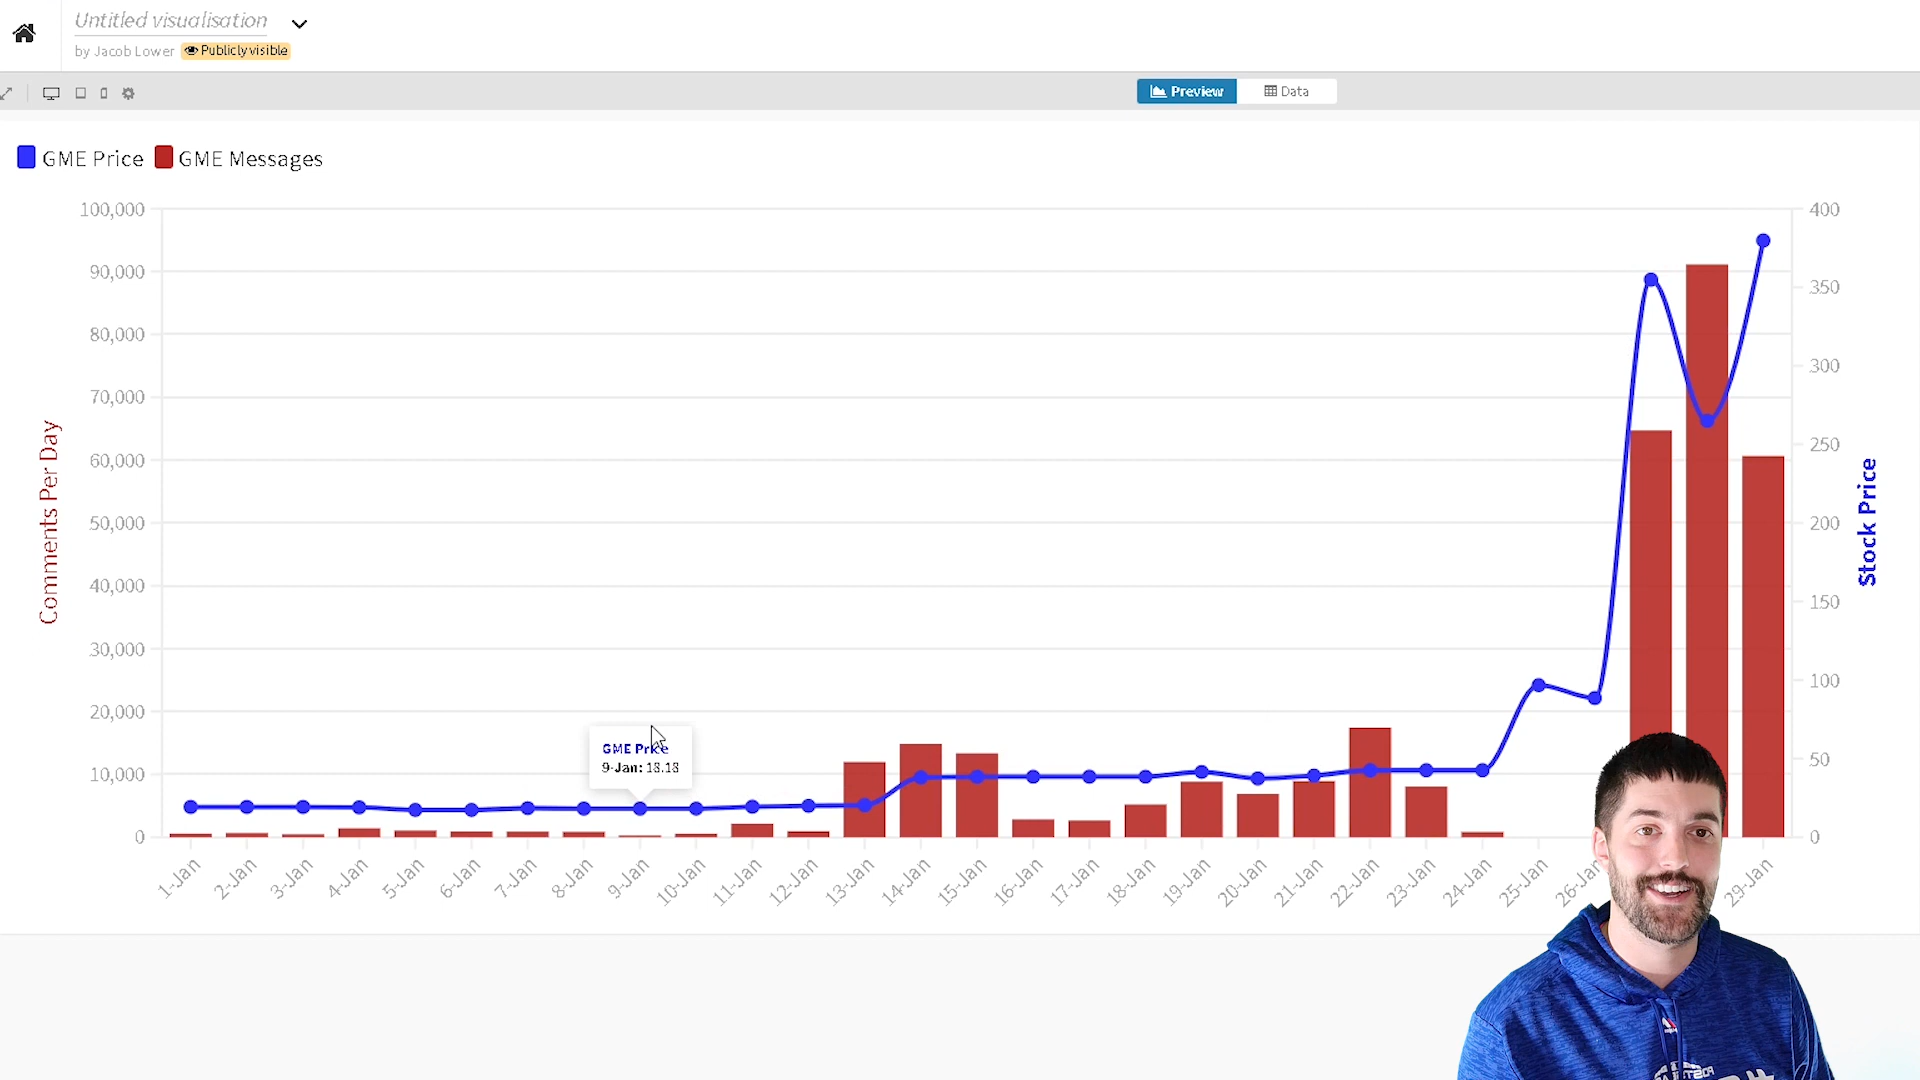 Untitled visualisation
by Jacob Lower Publicly visible
Preview Data
GME Price GME Messages
100,000
90,000
80,000
70,000
60,000
50,000
40,000
30,000
20,000
10,000
0
Comments Per Day
400
350
300
250
200
150
100
50
0
Stock Price
GME Price
9-Jan: 18.18
1-Jan 2-Jan 3-Jan 4-Jan 5-Jan 6-Jan 7-Jan 8-Jan 9-Jan 10-Jan 11-Jan 12-Jan 13-Jan 14-Jan 15-Jan 16-Jan 17-Jan 18-Jan 19-Jan 20-Jan 21-Jan 22-Jan 23-Jan 24-Jan 25-Jan 26-Jan 29-Jan